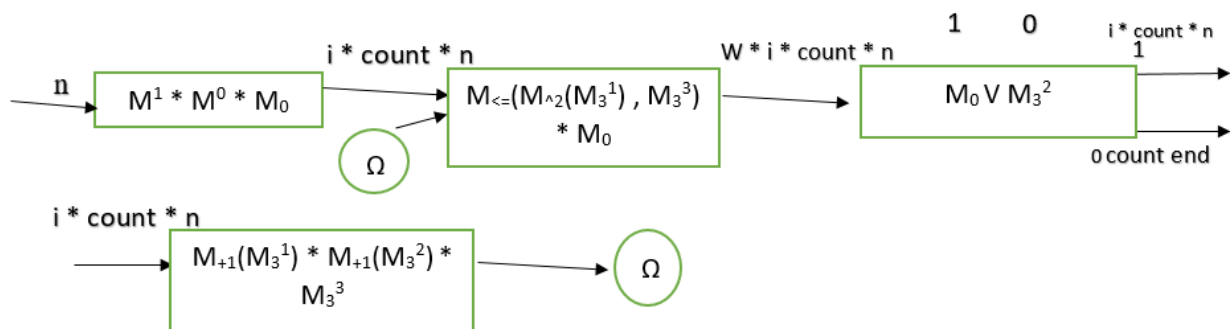 1 0
i * count * n
1
n
i * count * n
W * i * count * n
M¹ * M⁰ * M₀
M<=(M^2(M₃¹) , M₃³)
* M₀
M₀ V M₃²
Ω
0 count end
i * count * n
M₊₁(M₃¹) * M₊₁(M₃²) *
M₃³
Ω